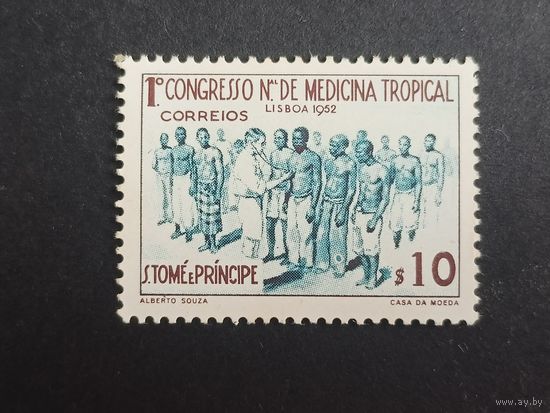 1º CONGRESSO N.AL DE MEDICINA TROPICAL
LISBOA 1952
CORREIOS
S.TOMÉ E PRÍNCIPE
$10
ALBERTO SOUZA
CASA DA MOEDA
www.ay.by